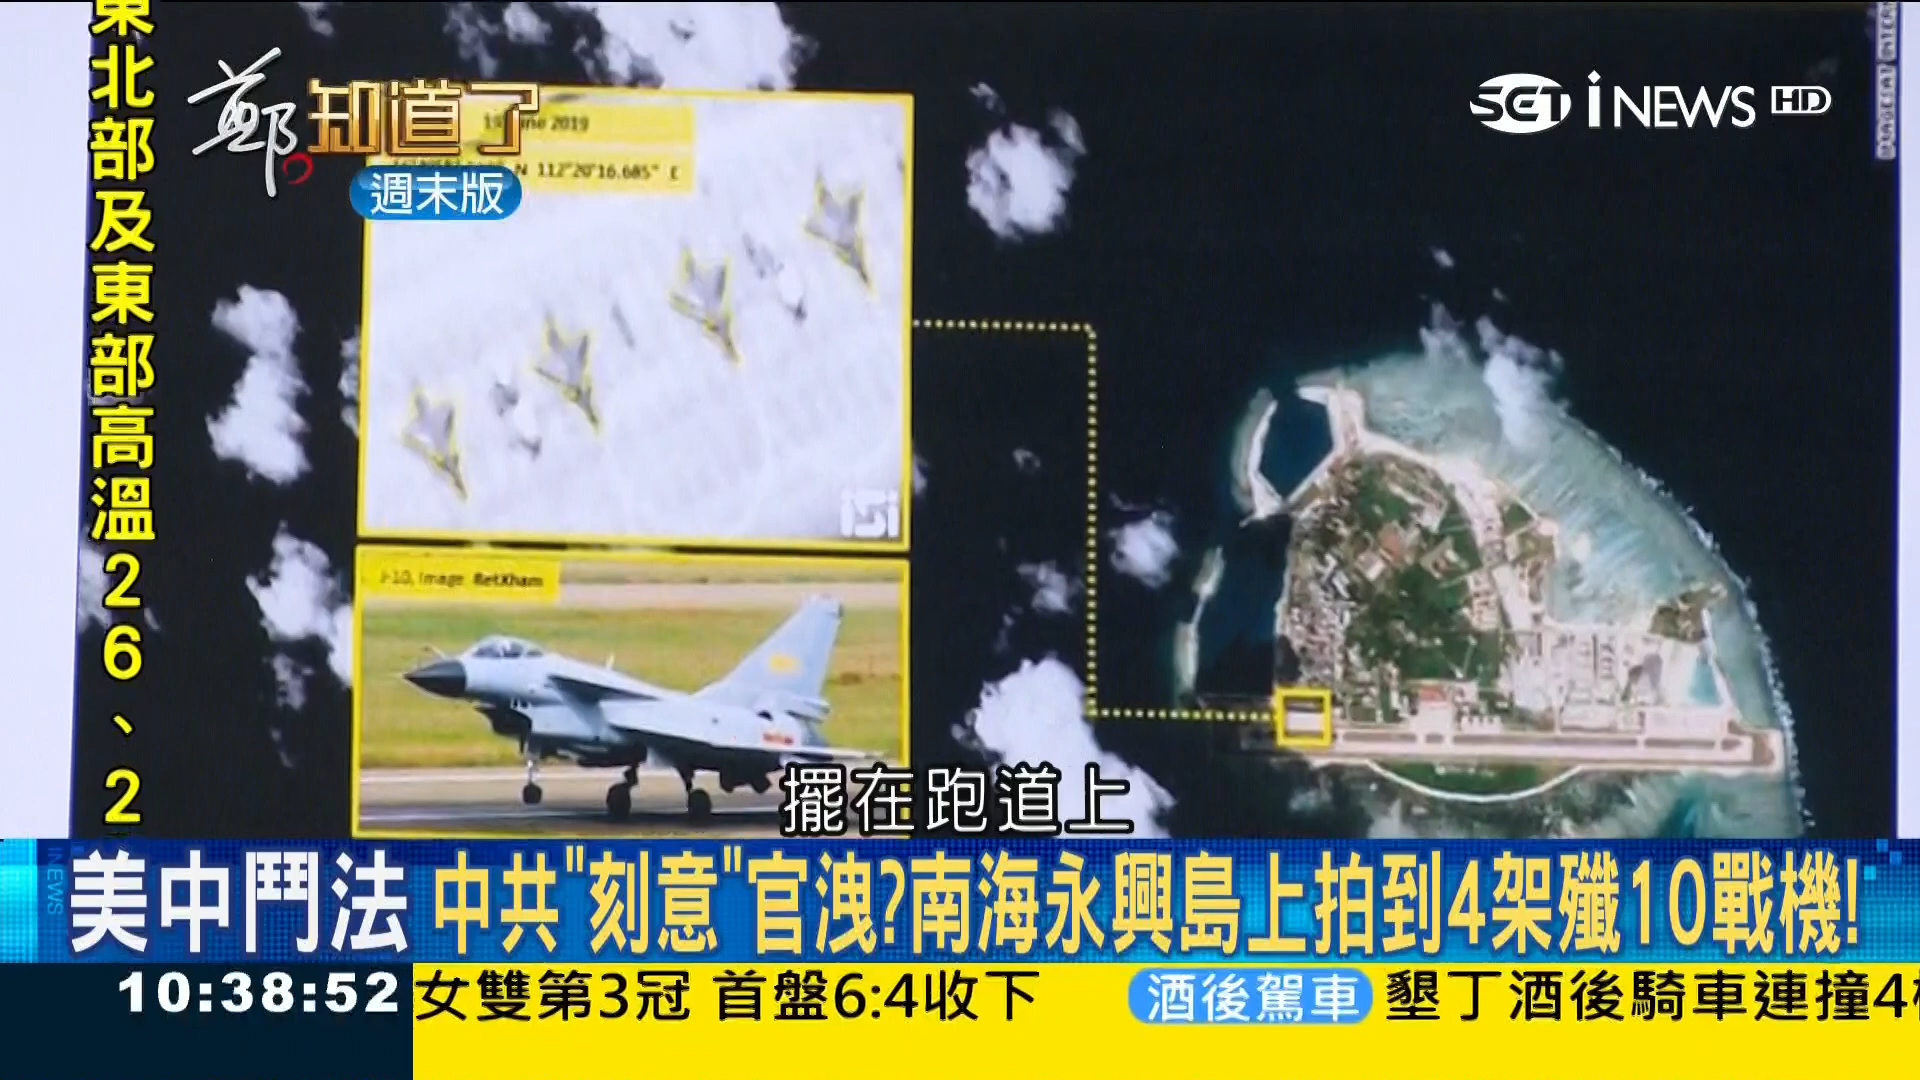 東北部及東部高溫26、2
鄭知道了
週末版
SET iNEWS HD
19 June 2019
N 112°20'16.685" E
iSi
J-10, Image: RetXham
擺在跑道上
iNEWS
美中鬥法
中共"刻意"官洩?南海永興島上拍到4架殲10戰機!
10:38:52
女雙第3冠 首盤6:4收下
酒後駕車
墾丁酒後騎車連撞4